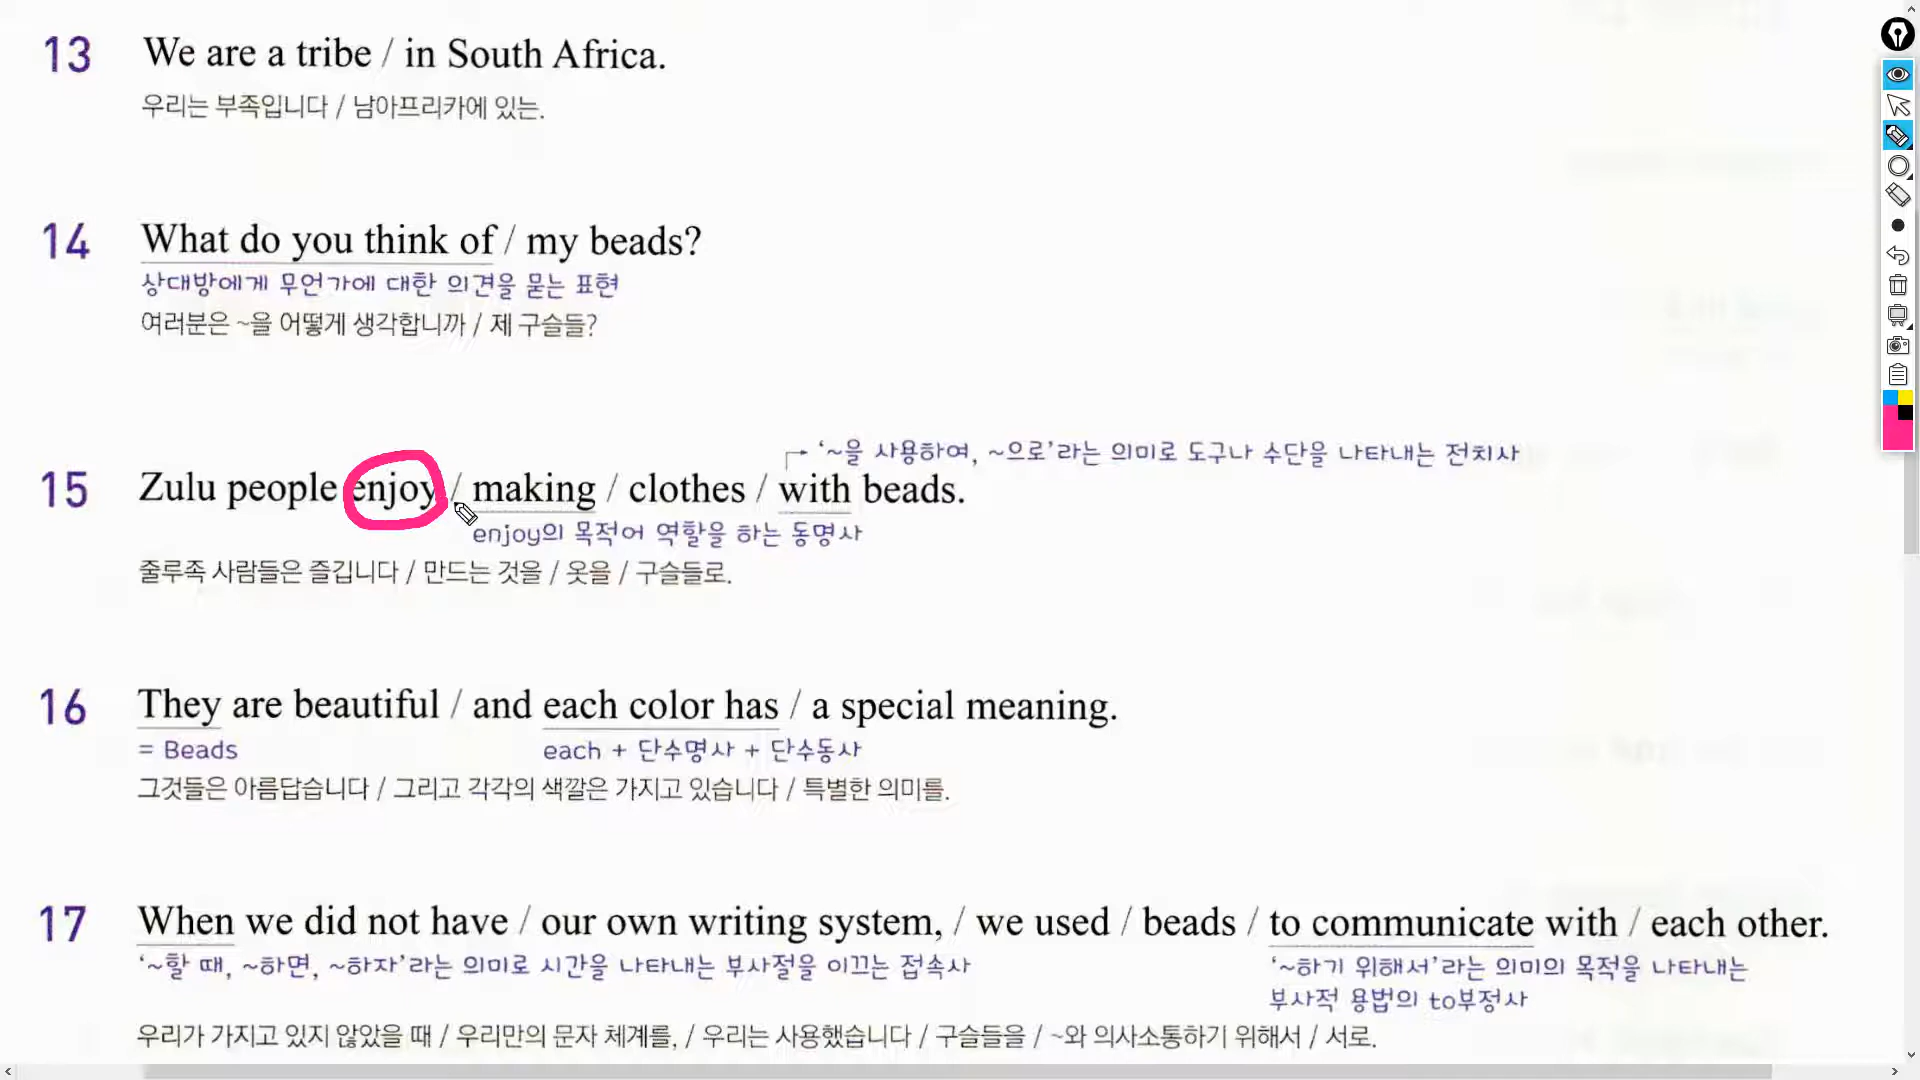 13 We are a tribe / in South Africa.
우리는 부족입니다 / 남아프리카에 있는.
14 What do you think of / my beads?
상대방에게 무언가에 대한 의견을 묻는 표현
여러분은 ~을 어떻게 생각합니까 / 제 구슬들?
'~을 사용하여, ~으로'라는 의미로 도구나 수단을 나타내는 전치사
15 Zulu people enjoy / making / clothes / with beads.
enjoy의 목적어 역할을 하는 동명사
줄루족 사람들은 즐깁니다 / 만드는 것을 / 옷을 / 구슬들로.
16 They are beautiful / and each color has / a special meaning.
= Beads each + 단수명사 + 단수동사
그것들은 아름답습니다 / 그리고 각각의 색깔은 가지고 있습니다 / 특별한 의미를.
17 When we did not have / our own writing system, / we used / beads / to communicate with / each other.
'~할 때, ~하면, ~하자'라는 의미로 시간을 나타내는 부사절을 이끄는 접속사 '~하기 위해서'라는 의미의 목적을 나타내는
부사적 용법의 to부정사
우리가 가지고 있지 않았을 때 / 우리만의 문자 체계를, / 우리는 사용했습니다 / 구슬들을 / ~와 의사소통하기 위해서 / 서로.